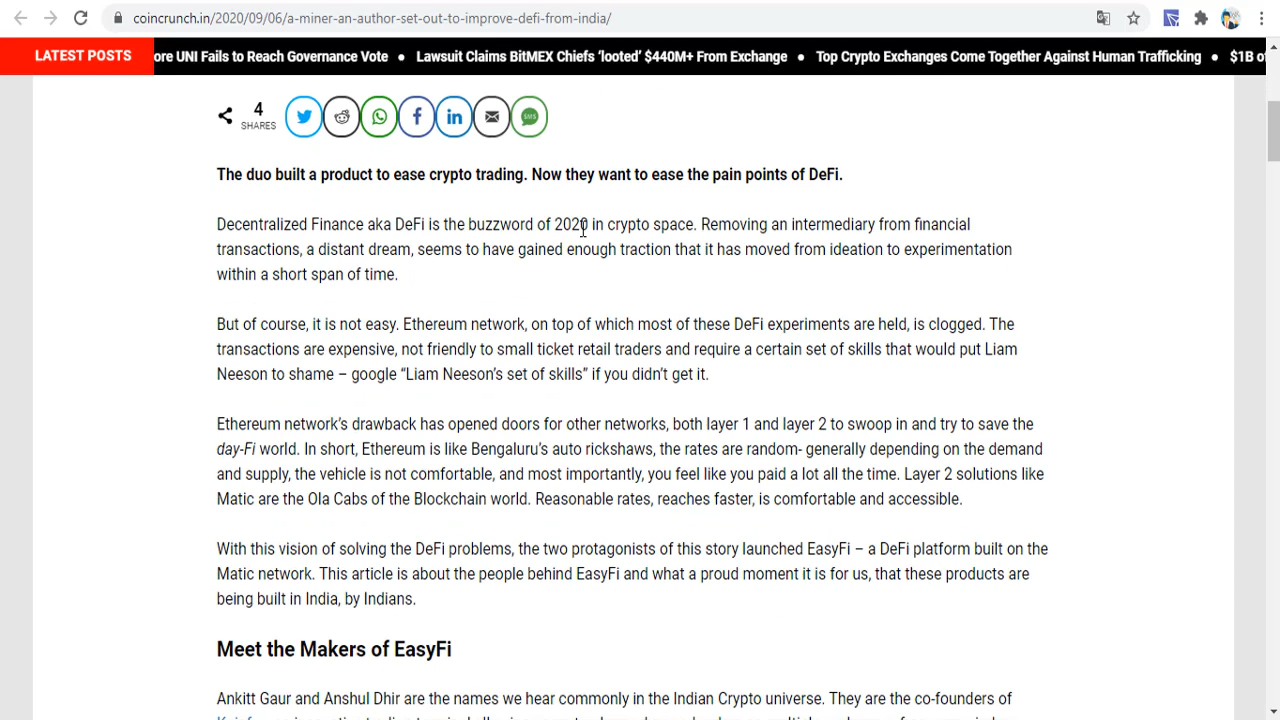 coincrunch.in/2020/09/06/a-miner-an-author-set-out-to-improve-defi-from-india/
LATEST POSTS ore UNI Fails to Reach Governance Vote • Lawsuit Claims BitMEX Chiefs ‘looted’ $440M+ From Exchange • Top Crypto Exchanges Come Together Against Human Trafficking • $1B o
4
SHARES
SMS
The duo built a product to ease crypto trading. Now they want to ease the pain points of DeFi.
Decentralized Finance aka DeFi is the buzzword of 2020 in crypto space. Removing an intermediary from financial
transactions, a distant dream, seems to have gained enough traction that it has moved from ideation to experimentation
within a short span of time.
But of course, it is not easy. Ethereum network, on top of which most of these DeFi experiments are held, is clogged. The
transactions are expensive, not friendly to small ticket retail traders and require a certain set of skills that would put Liam
Neeson to shame – google “Liam Neeson’s set of skills” if you didn’t get it.
Ethereum network’s drawback has opened doors for other networks, both layer 1 and layer 2 to swoop in and try to save the
day-Fi world. In short, Ethereum is like Bengaluru’s auto rickshaws, the rates are random- generally depending on the demand
and supply, the vehicle is not comfortable, and most importantly, you feel like you paid a lot all the time. Layer 2 solutions like
Matic are the Ola Cabs of the Blockchain world. Reasonable rates, reaches faster, is comfortable and accessible.
With this vision of solving the DeFi problems, the two protagonists of this story launched EasyFi – a DeFi platform built on the
Matic network. This article is about the people behind EasyFi and what a proud moment it is for us, that these products are
being built in India, by Indians.
Meet the Makers of EasyFi
Ankitt Gaur and Anshul Dhir are the names we hear commonly in the Indian Crypto universe. They are the co-founders of